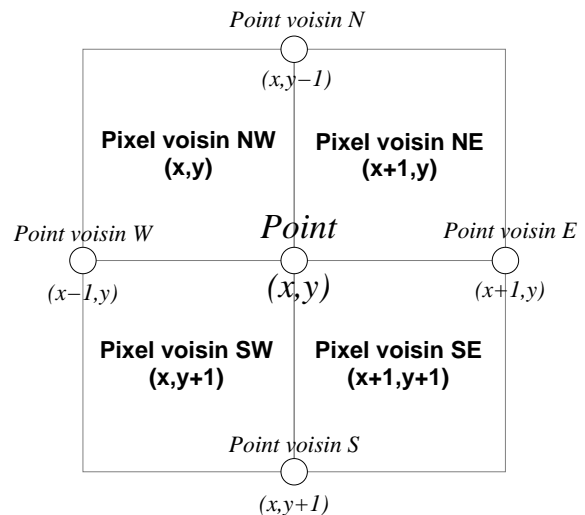 Point voisin N
(x,y−1)
Pixel voisin NW
(x,y)
Pixel voisin NE
(x+1,y)
Point voisin W
(x−1,y)
Point
(x,y)
Point voisin E
(x+1,y)
Pixel voisin SW
(x,y+1)
Pixel voisin SE
(x+1,y+1)
Point voisin S
(x,y+1)